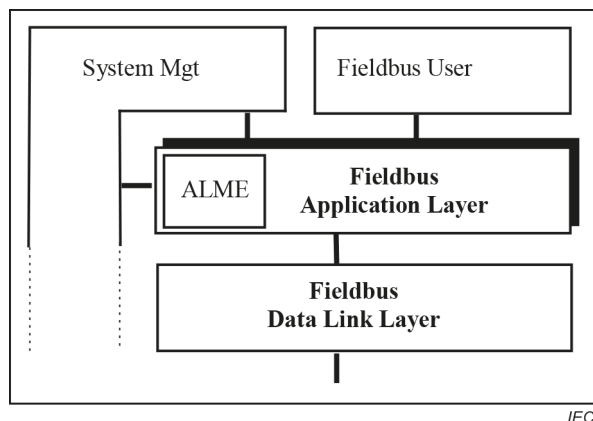 System Mgt
Fieldbus User
ALME
Fieldbus
Application Layer
Fieldbus
Data Link Layer
IEC